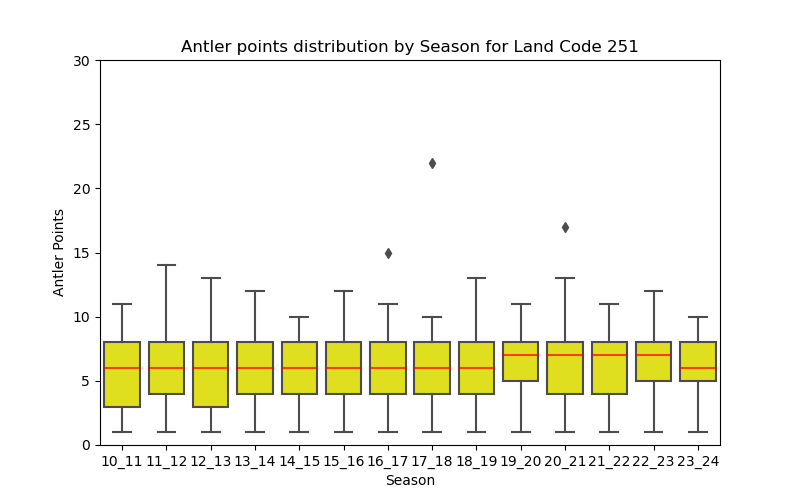 Antler points distribution by Season for Land Code 251
30
25
20
15
10
5
0
Antler Points
10_11 11_12 12_13 13_14 14_15 15_16 16_17 17_18 18_19 19_20 20_21 21_22 22_23 23_24
Season